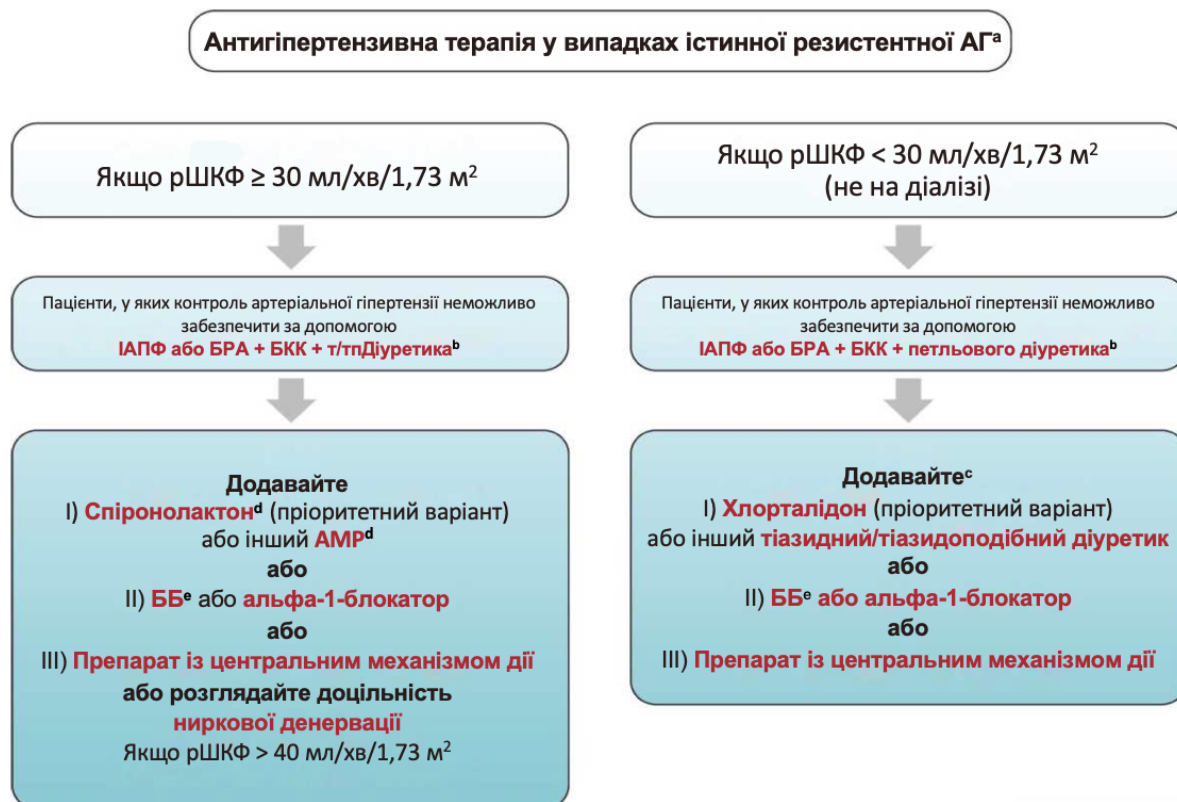 Антигіпертензивна терапія у випадках істинної резистентної АГᵃ
Якщо рШКФ ≥ 30 мл/хв/1,73 м²
Пацієнти, у яких контроль артеріальної гіпертензії неможливо
забезпечити за допомогою
ІАПФ або БРА + БКК + т/тпДіуретикаᵇ
Додавайте
I) Спіронолактонᵈ (пріоритетний варіант)
або інший АМРᵈ
або
II) ББᵉ або альфа-1-блокатор
або
III) Препарат із центральним механізмом дії
або розглядайте доцільність
ниркової денервації
Якщо рШКФ > 40 мл/хв/1,73 м²
Якщо рШКФ < 30 мл/хв/1,73 м²
(не на діалізі)
Пацієнти, у яких контроль артеріальної гіпертензії неможливо
забезпечити за допомогою
ІАПФ або БРА + БКК + петльового діуретикаᵇ
Додавайтеᶜ
I) Хлорталідон (пріоритетний варіант)
або інший тіазидний/тіазидоподібний діуретик
або
II) ББᵉ або альфа-1-блокатор
або
III) Препарат із центральним механізмом дії